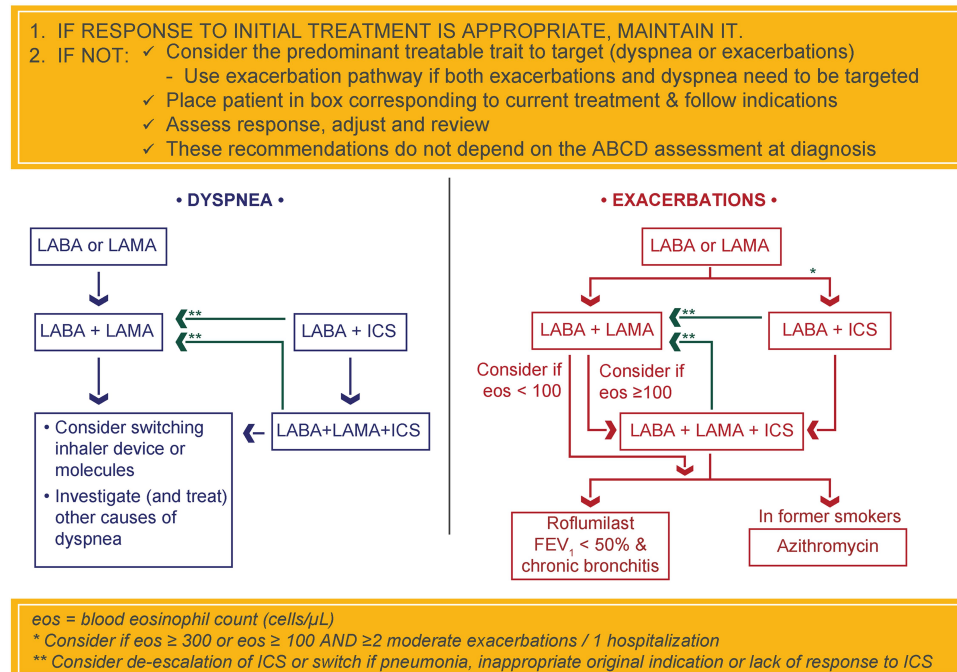 1. IF RESPONSE TO INITIAL TREATMENT IS APPROPRIATE, MAINTAIN IT.
2. IF NOT: ✓ Consider the predominant treatable trait to target (dyspnea or exacerbations)
- Use exacerbation pathway if both exacerbations and dyspnea need to be targeted
✓ Place patient in box corresponding to current treatment & follow indications
✓ Assess response, adjust and review
✓ These recommendations do not depend on the ABCD assessment at diagnosis
• DYSPNEA •
LABA or LAMA
LABA + LAMA
**
**
LABA + ICS
LABA+LAMA+ICS
• Consider switching
inhaler device or
molecules
• Investigate (and treat)
other causes of
dyspnea
• EXACERBATIONS •
LABA or LAMA
*
LABA + LAMA
**
**
LABA + ICS
Consider if
eos < 100
Consider if
eos ≥100
LABA + LAMA + ICS
Roflumilast
FEV₁ < 50% &
chronic bronchitis
In former smokers
Azithromycin
eos = blood eosinophil count (cells/µL)
* Consider if eos ≥ 300 or eos ≥ 100 AND ≥2 moderate exacerbations / 1 hospitalization
** Consider de-escalation of ICS or switch if pneumonia, inappropriate original indication or lack of response to ICS